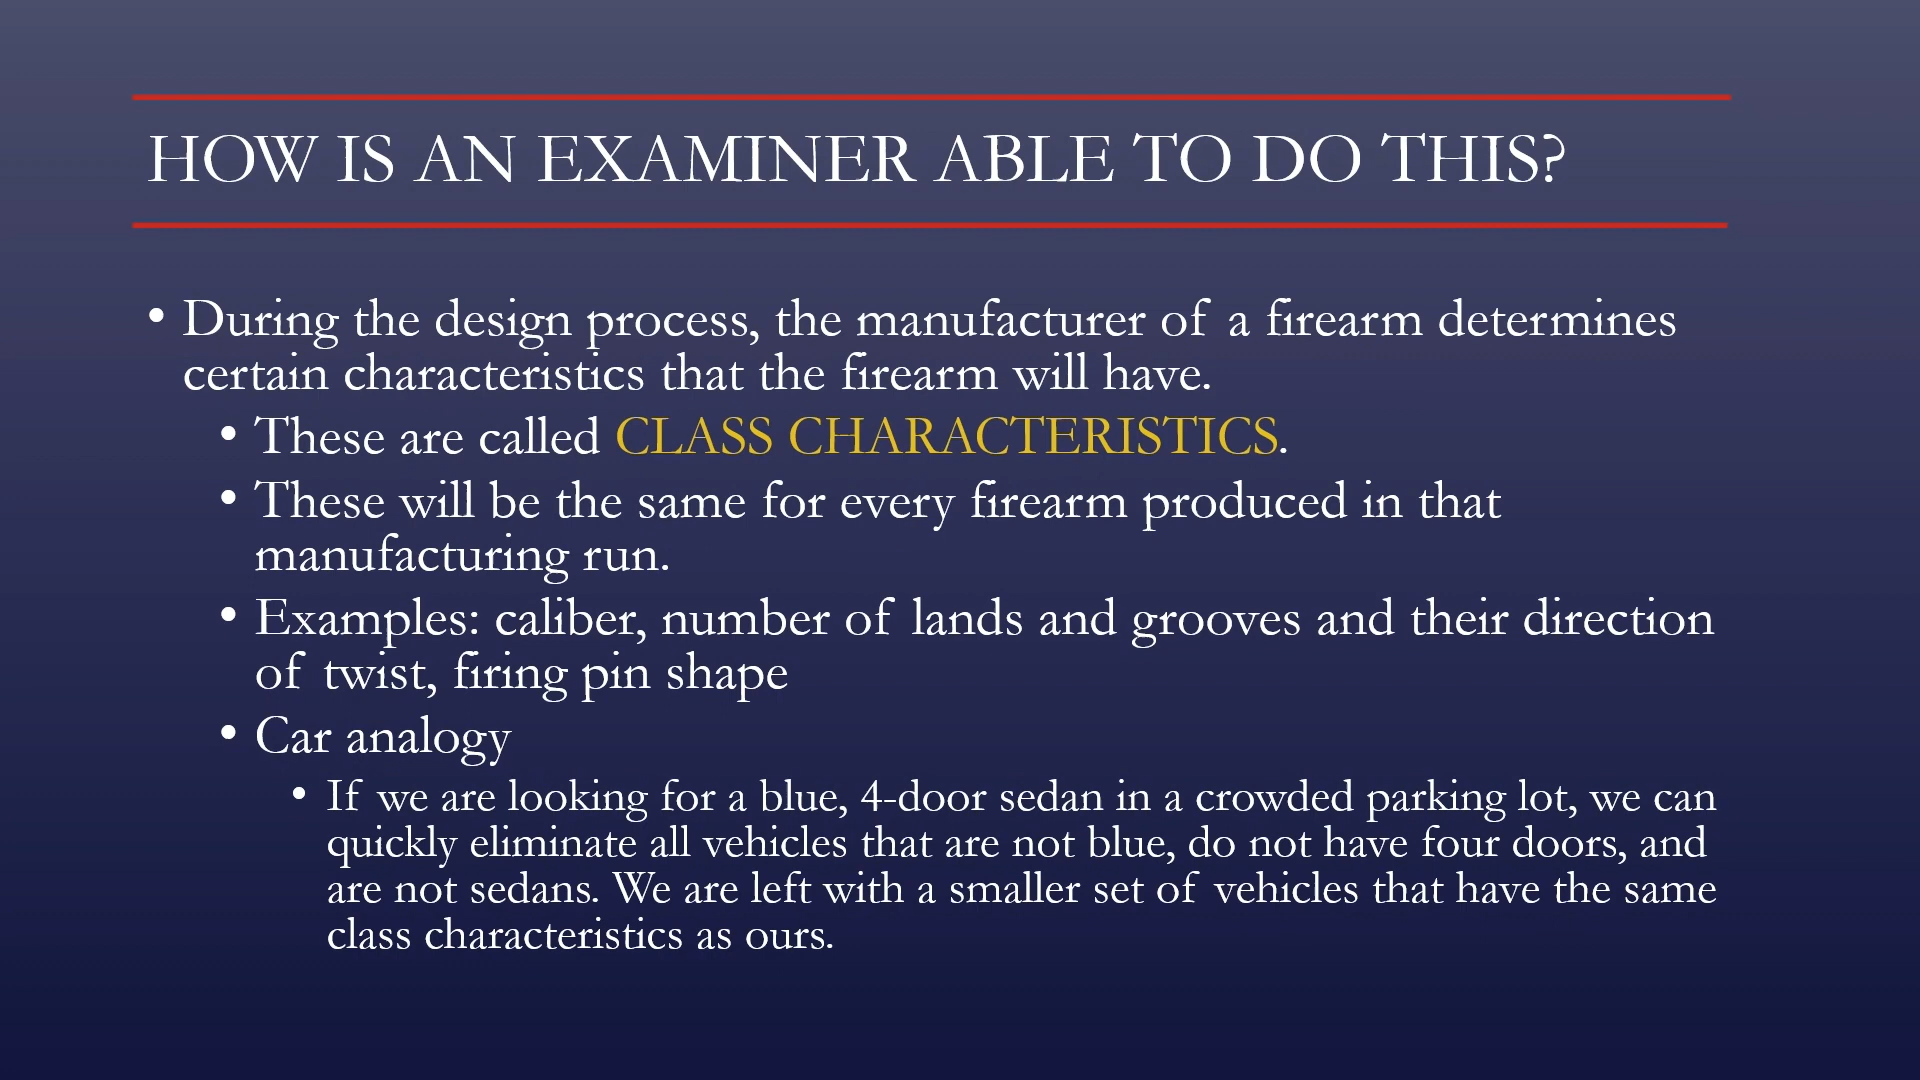 HOW IS AN EXAMINER ABLE TO DO THIS?
• During the design process, the manufacturer of a firearm determines
certain characteristics that the firearm will have.
• These are called CLASS CHARACTERISTICS.
• These will be the same for every firearm produced in that
manufacturing run.
• Examples: caliber, number of lands and grooves and their direction
of twist, firing pin shape
• Car analogy
• If we are looking for a blue, 4-door sedan in a crowded parking lot, we can
quickly eliminate all vehicles that are not blue, do not have four doors, and
are not sedans. We are left with a smaller set of vehicles that have the same
class characteristics as ours.